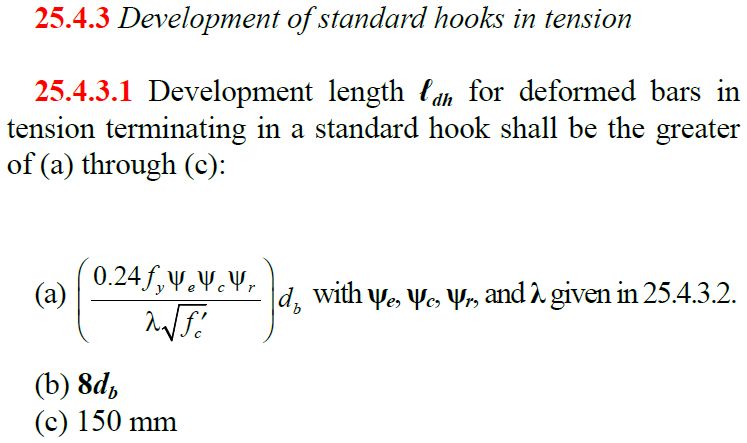 25.4.3 Development of standard hooks in tension
25.4.3.1 Development length ℓdh for deformed bars in
tension terminating in a standard hook shall be the greater
of (a) through (c):
(a) (0.24fyψeψcψr / λ√f′c) db with ψe, ψc, ψr, and λ given in 25.4.3.2.
(b) 8db
(c) 150 mm